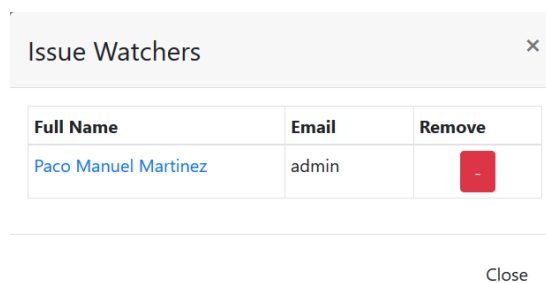 Issue Watchers ×
Full Name Email Remove
Paco Manuel Martinez admin -
Close